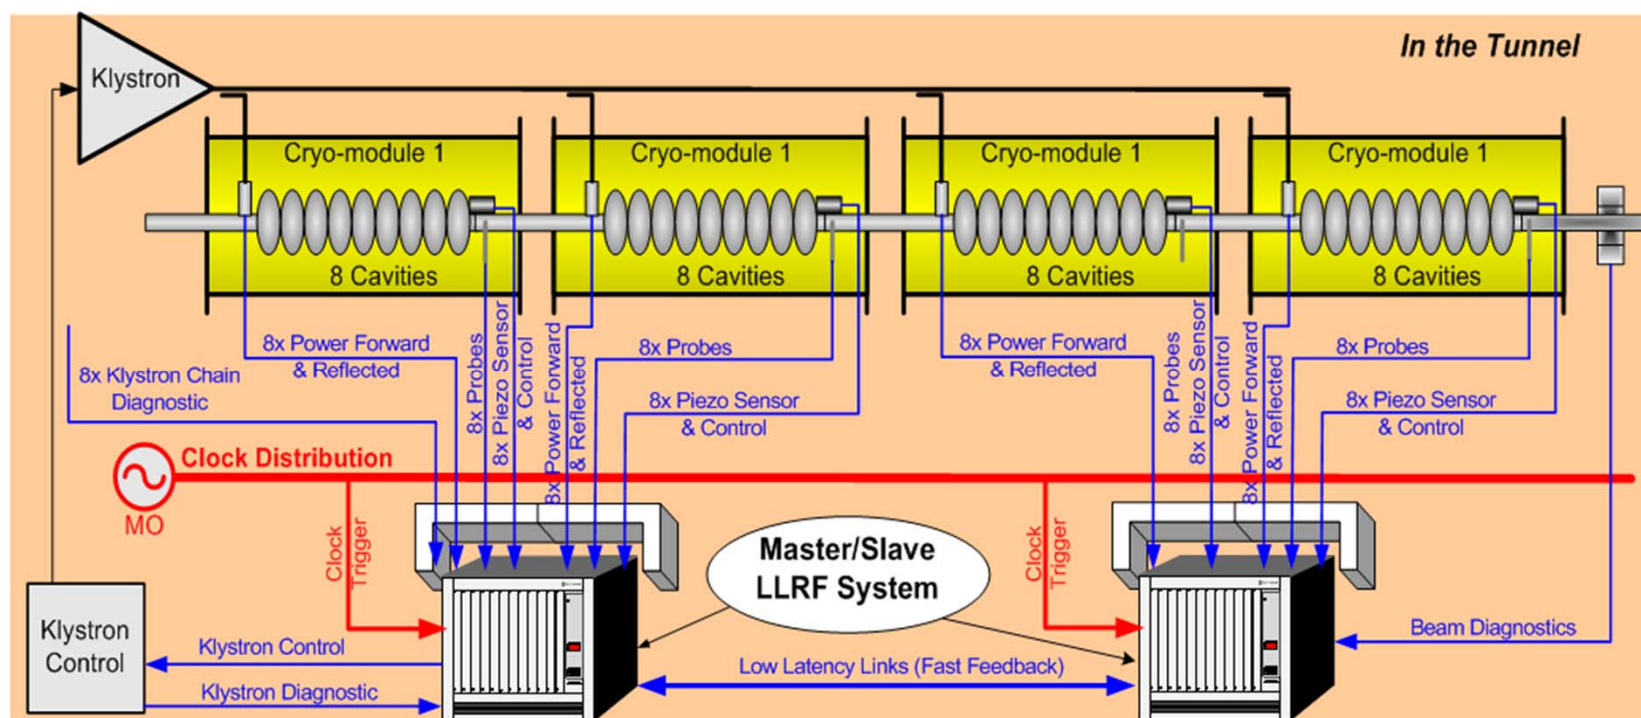 In the Tunnel
Klystron
Cryo-module 1
Cryo-module 1
Cryo-module 1
Cryo-module 1
8 Cavities
8 Cavities
8 Cavities
8 Cavities
8x Power Forward
& Reflected
8x Probes
8x Piezo Sensor
& Control
8x Power Forward
& Reflected
8x Probes
8x Piezo Sensor
& Control
8x Power Forward
& Reflected
8x Probes
8x Piezo Sensor
& Control
8x Power Forward
& Reflected
8x Probes
8x Piezo Sensor
& Control
8x Klystron Chain
Diagnostic
Clock Distribution
MO
Clock
Trigger
Master/Slave
LLRF System
Clock
Trigger
Klystron
Control
Klystron Control
Klystron Diagnostic
Low Latency Links (Fast Feedback)
Beam Diagnostics